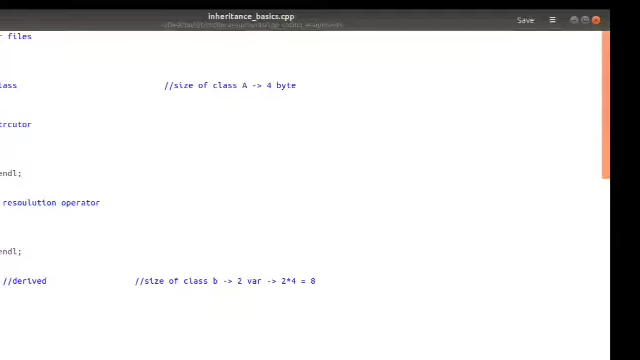 inheritance_basics.cpp
Save
r files
lass //size of class A -> 4 byte
trcutor
endl;
resoulution operator
endl;
//derived //size of class b -> 2 var -> 2*4 = 8